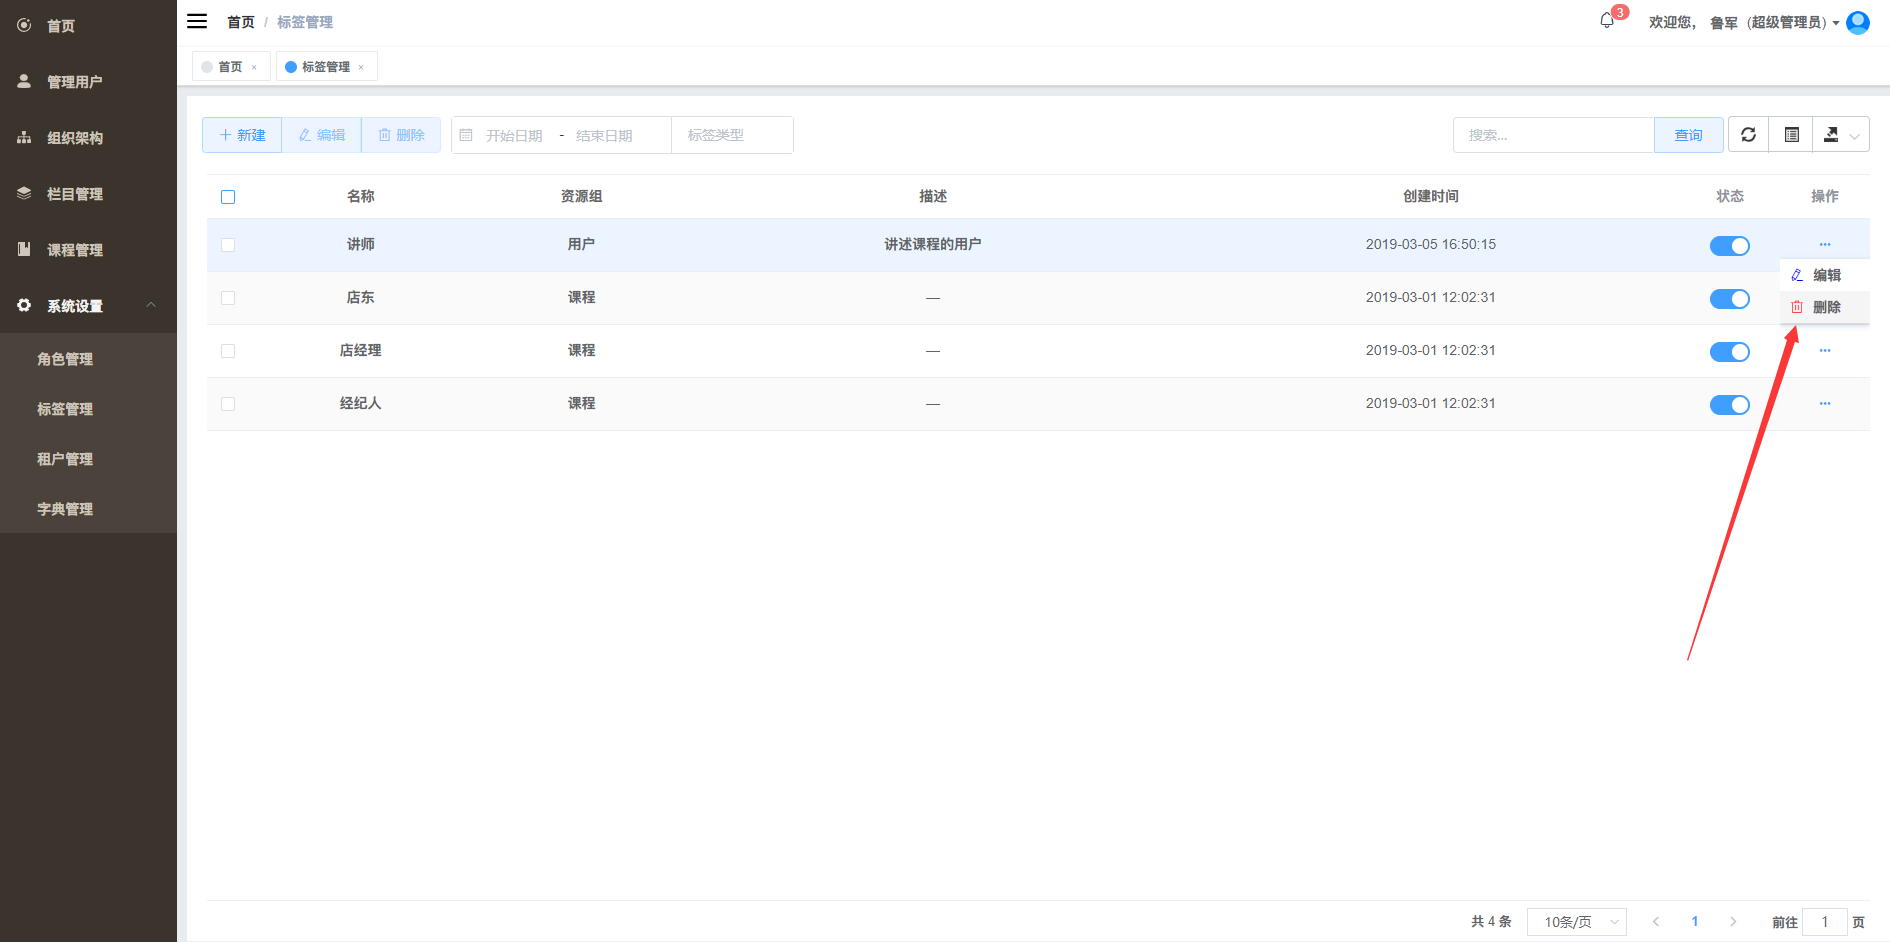 首页
管理用户
组织架构
栏目管理
课程管理
系统设置
角色管理
标签管理
租户管理
字典管理
首页 / 标签管理
3
欢迎您, 鲁军 (超级管理员)
首页 ×
标签管理 ×
新建 编辑 删除 开始日期 - 结束日期 标签类型 搜索... 查询
名称 资源组 描述 创建时间 状态 操作
讲师 用户 讲述课程的用户 2019-03-05 16:50:15
编辑
删除
店东 课程 — 2019-03-01 12:02:31
店经理 课程 — 2019-03-01 12:02:31
经纪人 课程 — 2019-03-01 12:02:31
共 4 条 10条/页 < 1 > 前往 1 页